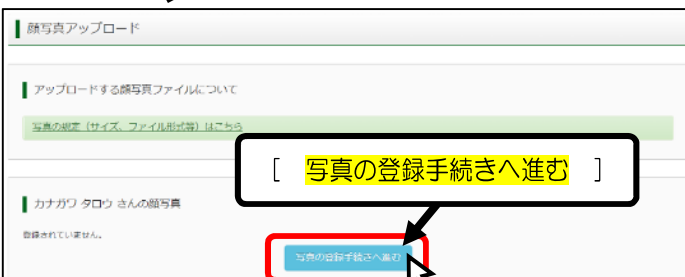 顔写真アップロード
アップロードする顔写真ファイルについて
写真の規定（サイズ、ファイル形式等）はこちら
[ 写真の登録手続きへ進む ]
カナガワ タロウ さんの顔写真
登録されていません。
写真の登録手続きへ進む